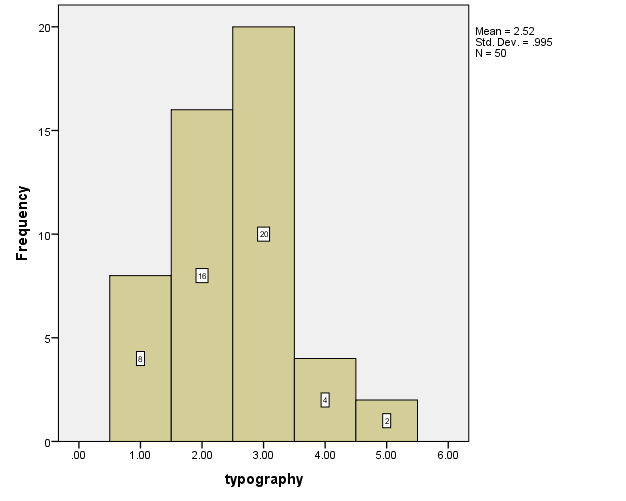 Mean = 2.52
Std. Dev. = .995
N = 50
Frequency
20
15
10
5
0
8
16
20
4
2
.00 1.00 2.00 3.00 4.00 5.00 6.00
typography